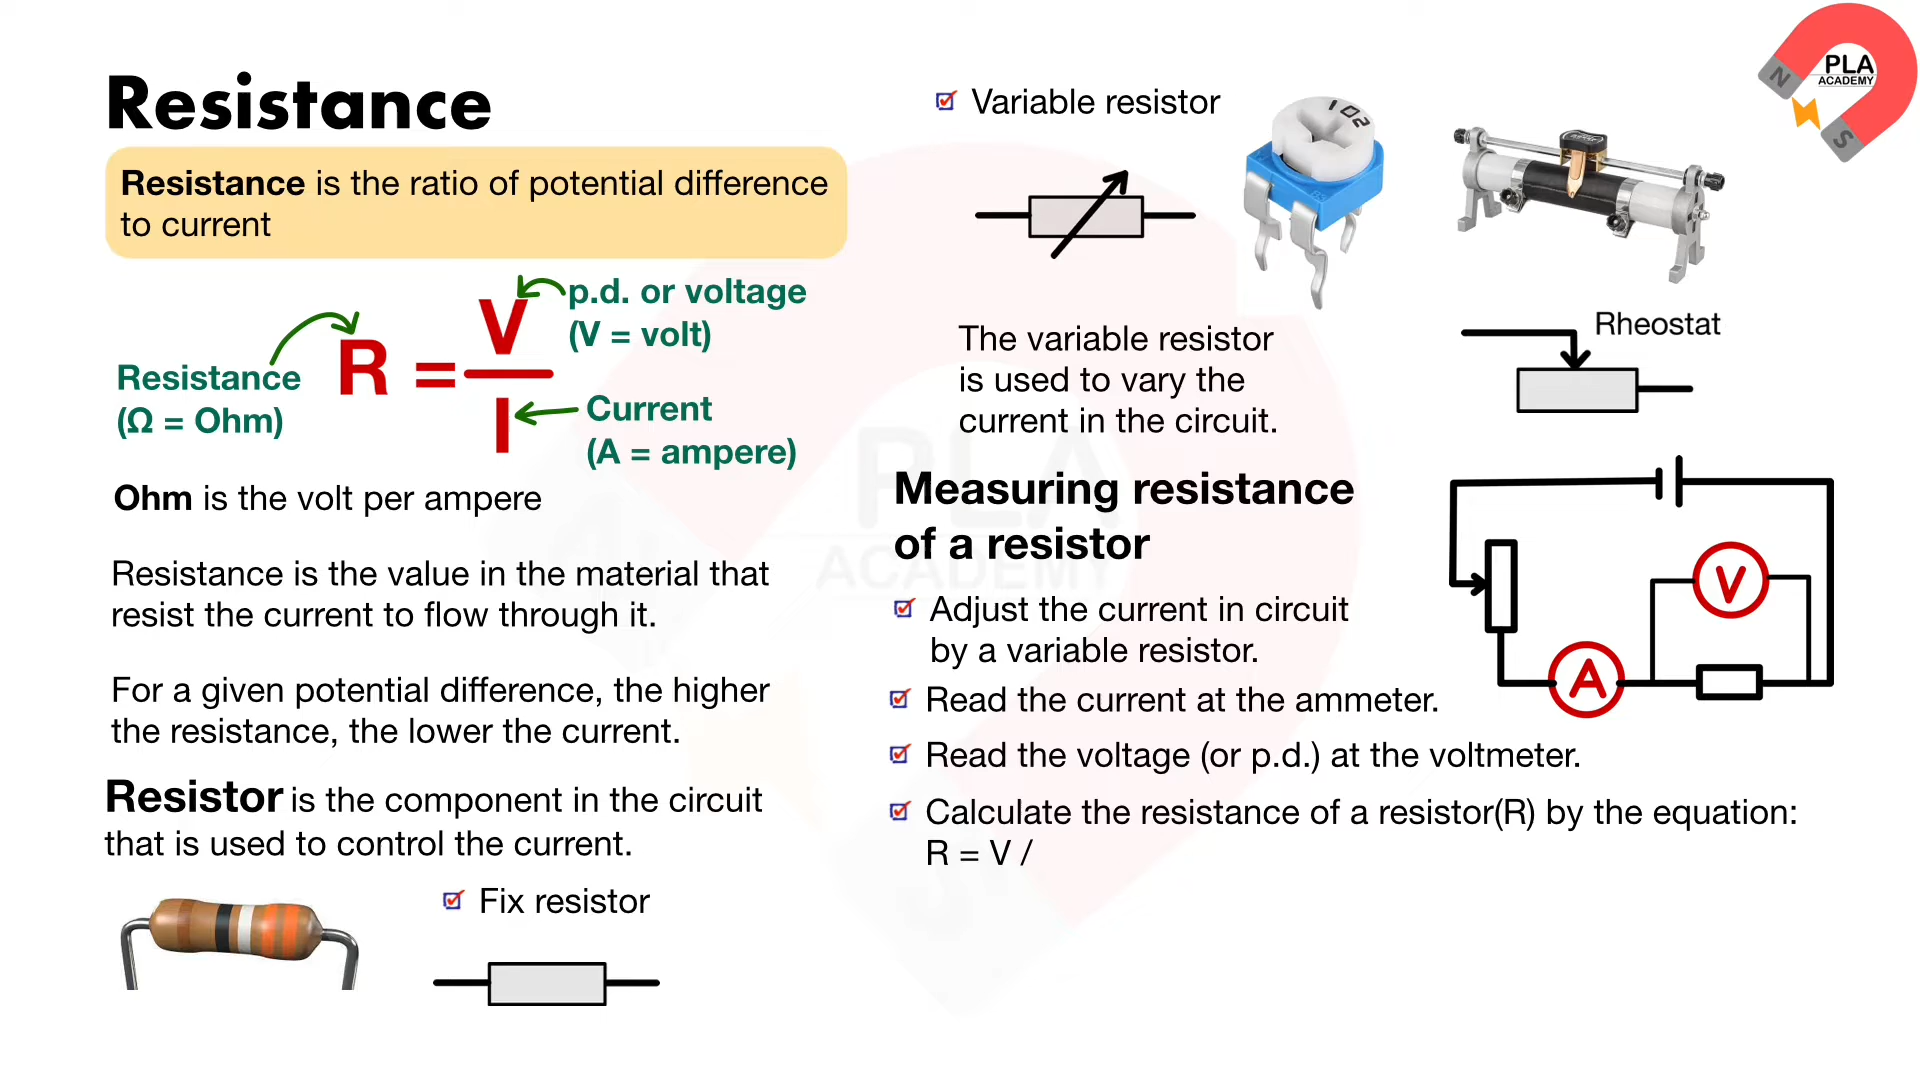 Resistance
Resistance is the ratio of potential difference
to current
p.d. or voltage
(V = volt)
Resistance
(Ω = Ohm)
R = V
I
Current
(A = ampere)
Ohm is the volt per ampere
Resistance is the value in the material that
resist the current to flow through it.
For a given potential difference, the higher
the resistance, the lower the current.
Resistor is the component in the circuit
that is used to control the current.
Fix resistor
Variable resistor
102
The variable resistor
is used to vary the
current in the circuit.
Rheostat
Measuring resistance
of a resistor
Adjust the current in circuit
by a variable resistor.
Read the current at the ammeter.
Read the voltage (or p.d.) at the voltmeter.
Calculate the resistance of a resistor(R) by the equation:
R = V /
V
A
PLA
ACADEMY
N
S
PLA
ACADEMY